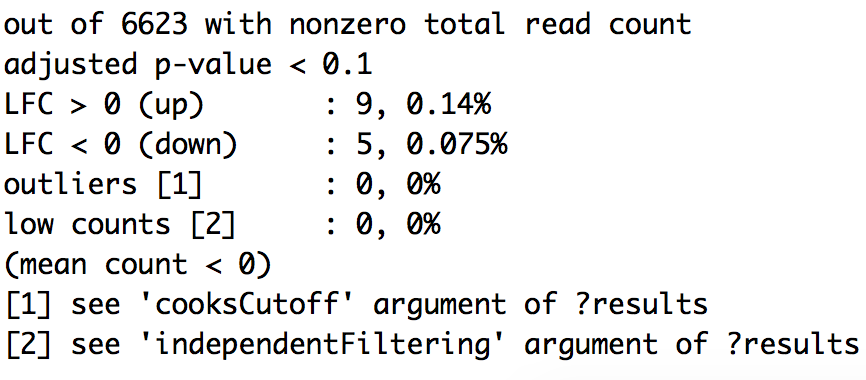 out of 6623 with nonzero total read count
adjusted p-value < 0.1
LFC > 0 (up)       : 9, 0.14%
LFC < 0 (down)     : 5, 0.075%
outliers [1]       : 0, 0%
low counts [2]     : 0, 0%
(mean count < 0)
[1] see 'cooksCutoff' argument of ?results
[2] see 'independentFiltering' argument of ?results